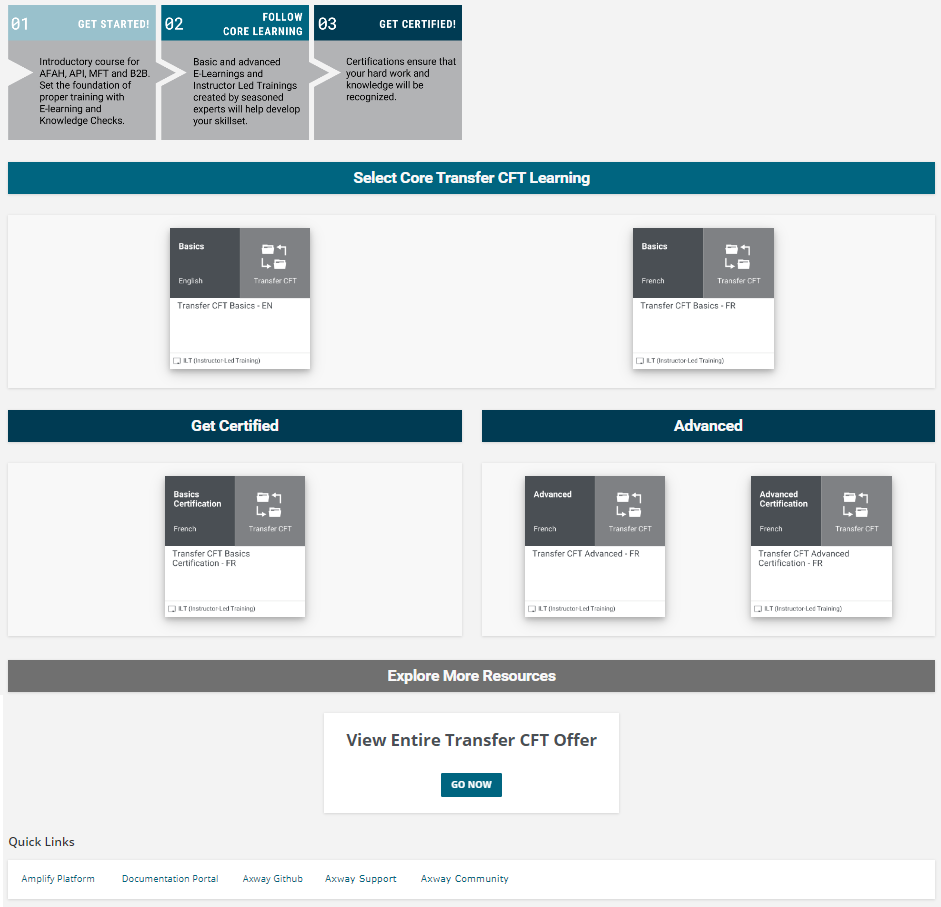 01 GET STARTED!
Introductory course for
AFAH, API, MFT and B2B.
Set the foundation of
proper training with
E-learning and
Knowledge Checks.
02 FOLLOW
CORE LEARNING
Basic and advanced
E-Learnings and
Instructor Led Trainings
created by seasoned
experts will help develop
your skillset.
03 GET CERTIFIED!
Certifications ensure that
your hard work and
knowledge will be
recognized.
Select Core Transfer CFT Learning
Basics
English
Transfer CFT
Transfer CFT Basics - EN
ILT (Instructor-Led Training)
Basics
French
Transfer CFT
Transfer CFT Basics - FR
ILT (Instructor-Led Training)
Get Certified
Basics
Certification
French
Transfer CFT
Transfer CFT Basics
Certification - FR
ILT (Instructor-Led Training)
Advanced
Advanced
French
Transfer CFT
Transfer CFT Advanced - FR
ILT (Instructor-Led Training)
Advanced
Certification
French
Transfer CFT
Transfer CFT Advanced
Certification - FR
ILT (Instructor-Led Training)
Explore More Resources
View Entire Transfer CFT Offer
GO NOW
Quick Links
Amplify Platform Documentation Portal Axway Github Axway Support Axway Community